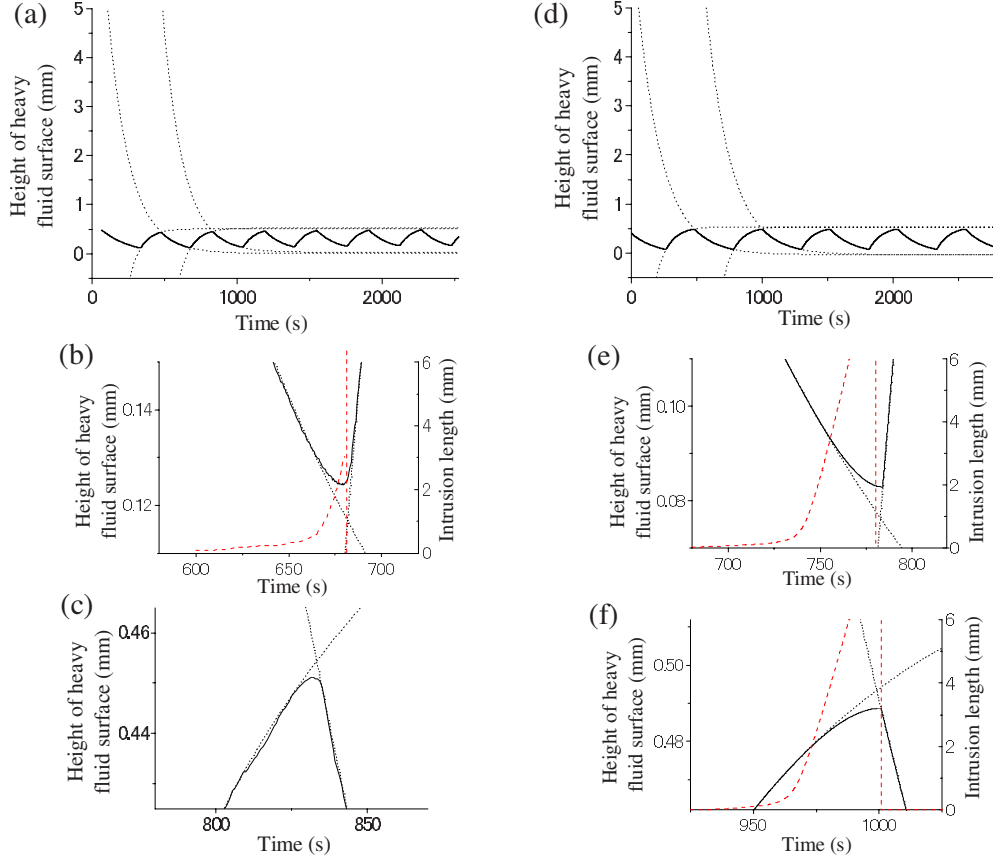 (a)
Height of heavy
fluid surface (mm)
5
4
3
2
1
0
0
1000
2000
Time (s)
(d)
Height of heavy
fluid surface (mm)
5
4
3
2
1
0
0
1000
2000
Time (s)
(b)
Height of heavy
fluid surface (mm)
0.14
0.12
600
650
700
Time (s)
6
4
2
0
Intrusion length (mm)
(e)
Height of heavy
fluid surface (mm)
0.10
0.08
700
750
800
Time (s)
6
4
2
0
Intrusion length (mm)
(c)
Height of heavy
fluid surface (mm)
0.46
0.44
800
850
Time (s)
(f)
Height of heavy
fluid surface (mm)
0.50
0.48
950
1000
Time (s)
6
4
2
0
Intrusion length (mm)